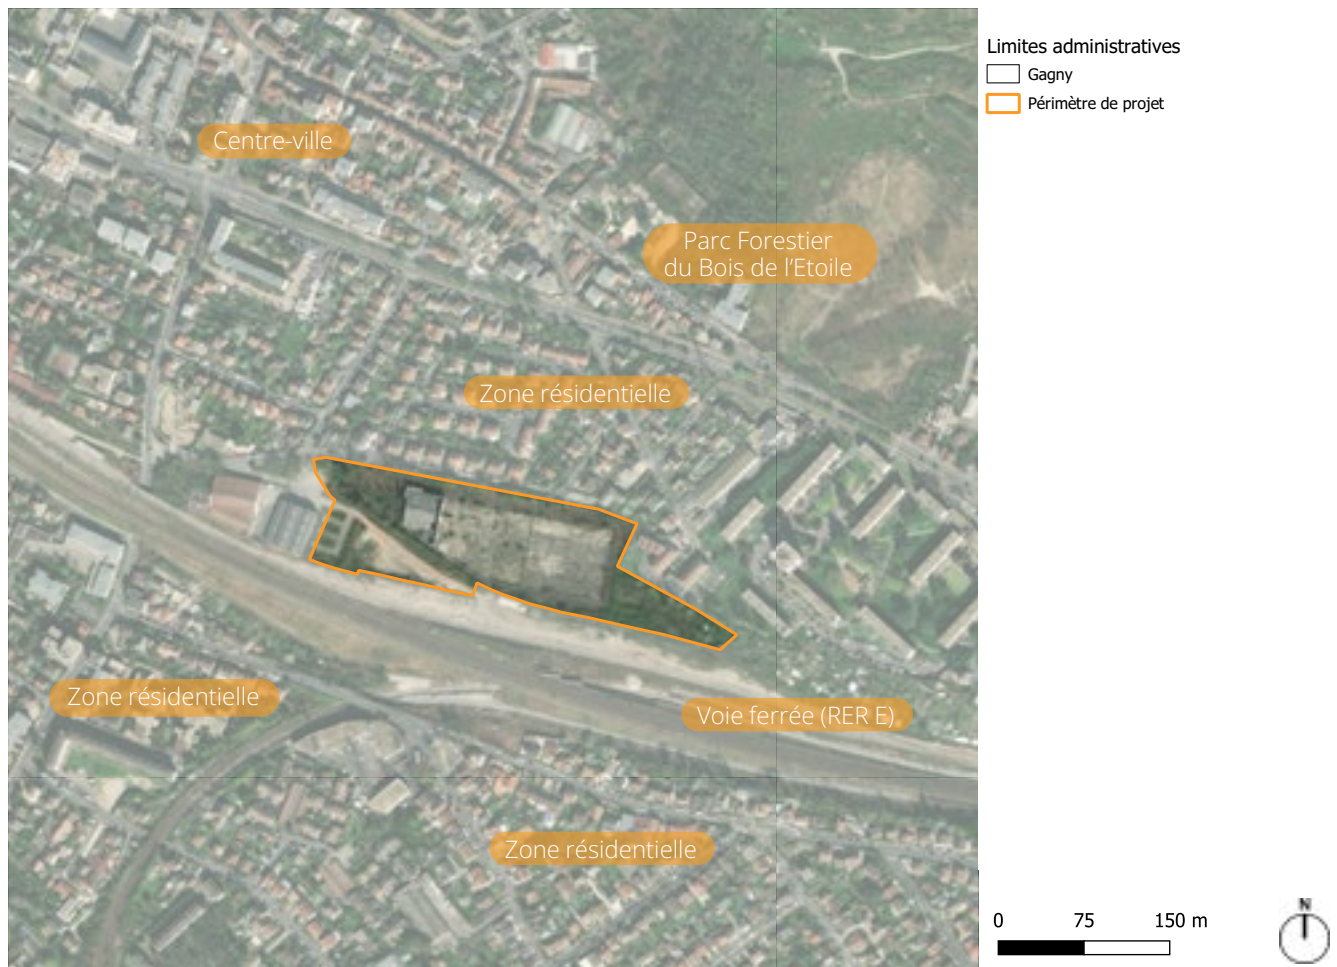 Limites administratives
Gagny
Périmètre de projet
Centre-ville
Parc Forestier
du Bois de l'Etoile
Zone résidentielle
Zone résidentielle
Voie ferrée (RER E)
Zone résidentielle
0 75 150 m
N